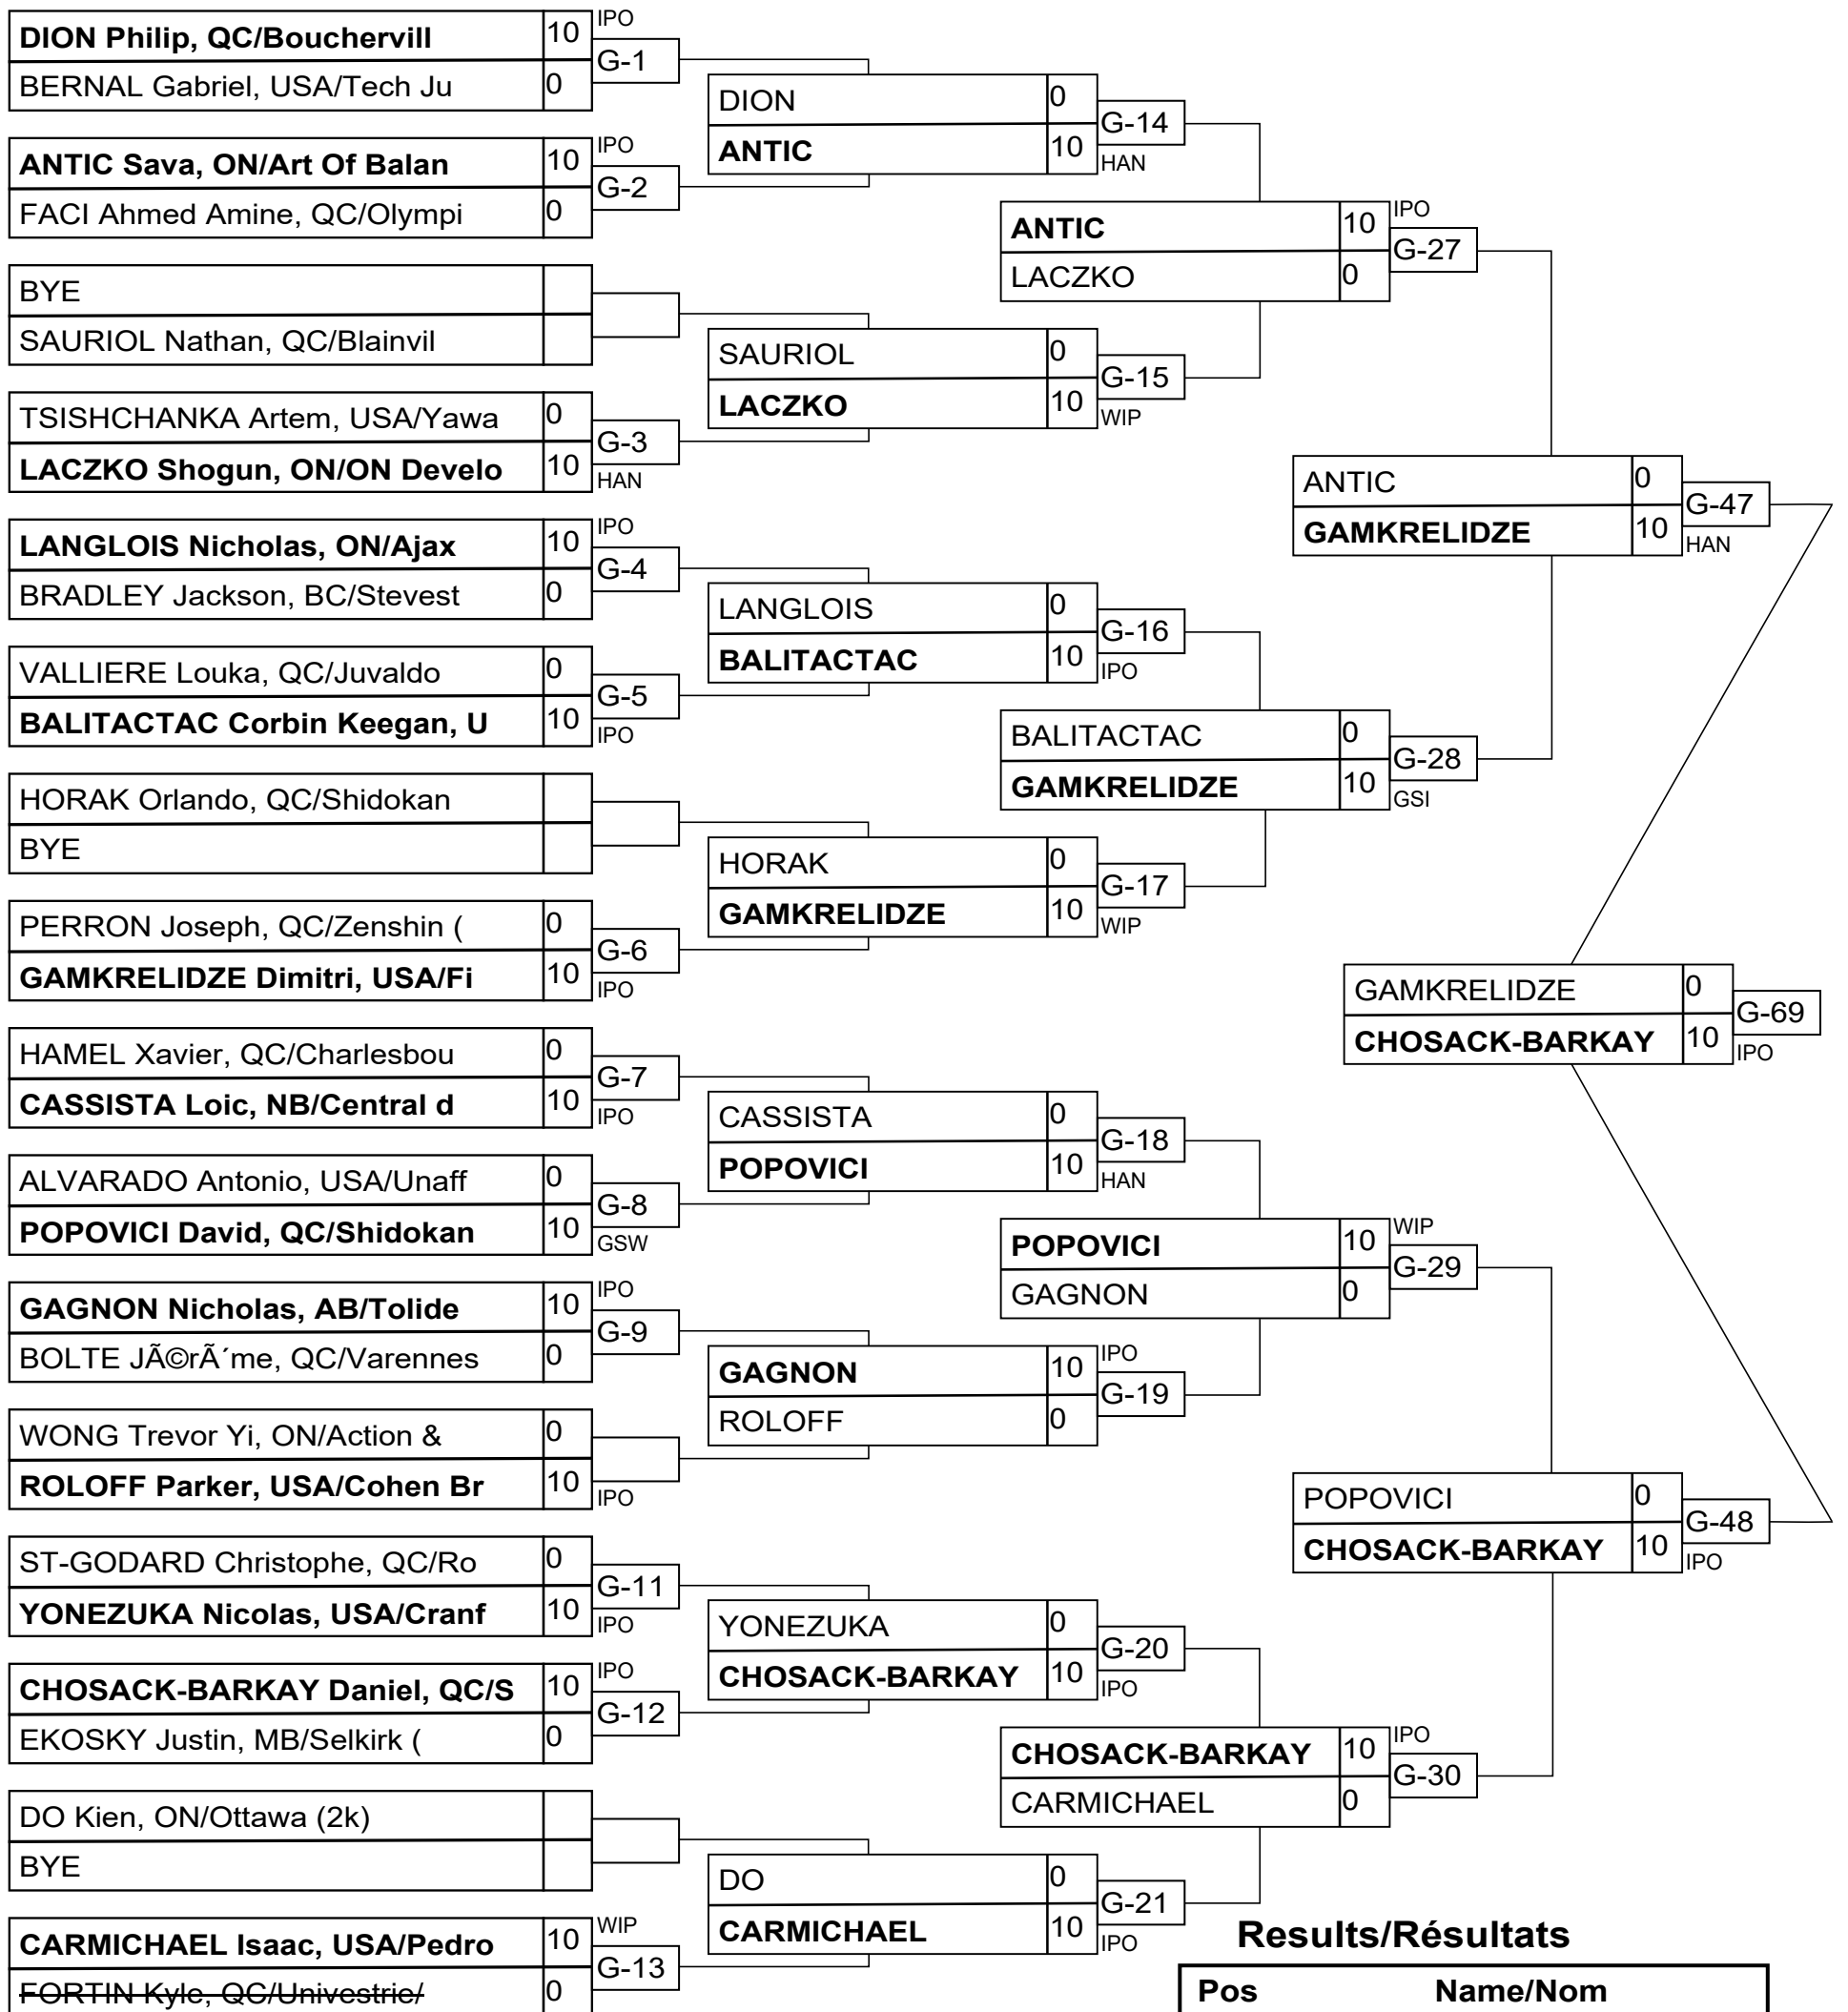 DION Philip, QC/Bouchervill 10 IPO
G-1
BERNAL Gabriel, USA/Tech Ju 0
DION 0
G-14
ANTIC 10 HAN
ANTIC Sava, ON/Art Of Balan 10 IPO
G-2
FACI Ahmed Amine, QC/Olympi 0
ANTIC 10 IPO
G-27
LACZKO 0
BYE
SAURIOL Nathan, QC/Blainvil
SAURIOL 0
G-15
LACZKO 10 WIP
TSISHCHANKA Artem, USA/Yawa 0
G-3
LACZKO Shogun, ON/ON Develo 10 HAN
ANTIC 0
G-47
GAMKRELIDZE 10 HAN
LANGLOIS Nicholas, ON/Ajax 10 IPO
G-4
BRADLEY Jackson, BC/Stevest 0
LANGLOIS 0
G-16
BALITACTAC 10 IPO
VALLIERE Louka, QC/Juvaldo 0
G-5
BALITACTAC Corbin Keegan, U 10 IPO
BALITACTAC 0
G-28
GAMKRELIDZE 10 GSI
HORAK Orlando, QC/Shidokan
BYE
HORAK 0
G-17
GAMKRELIDZE 10 WIP
PERRON Joseph, QC/Zenshin ( 0
G-6
GAMKRELIDZE Dimitri, USA/Fi 10 IPO
GAMKRELIDZE 0
G-69
CHOSACK-BARKAY 10 IPO
HAMEL Xavier, QC/Charlesbou 0
G-7
CASSISTA Loic, NB/Central d 10 IPO
CASSISTA 0
G-18
POPOVICI 10 HAN
ALVARADO Antonio, USA/Unaff 0
G-8
POPOVICI David, QC/Shidokan 10 GSW
POPOVICI 10 WIP
G-29
GAGNON 0
GAGNON Nicholas, AB/Tolide 10 IPO
G-9
BOLTE JÃ©rÃ´me, QC/Varennes 0
GAGNON 10 IPO
G-19
ROLOFF 0
WONG Trevor Yi, ON/Action & 0
ROLOFF Parker, USA/Cohen Br 10 IPO
POPOVICI 0
G-48
CHOSACK-BARKAY 10 IPO
ST-GODARD Christophe, QC/Ro 0
G-11
YONEZUKA Nicolas, USA/Cranf 10 IPO
YONEZUKA 0
G-20
CHOSACK-BARKAY 10 IPO
CHOSACK-BARKAY Daniel, QC/S 10 IPO
G-12
EKOSKY Justin, MB/Selkirk ( 0
CHOSACK-BARKAY 10 IPO
G-30
CARMICHAEL 0
DO Kien, ON/Ottawa (2k)
BYE
DO 0
G-21
CARMICHAEL 10 IPO
CARMICHAEL Isaac, USA/Pedro 10 WIP
G-13
FORTIN Kyle, QC/Univestrie/ 0
Results/Résultats
Pos Name/Nom